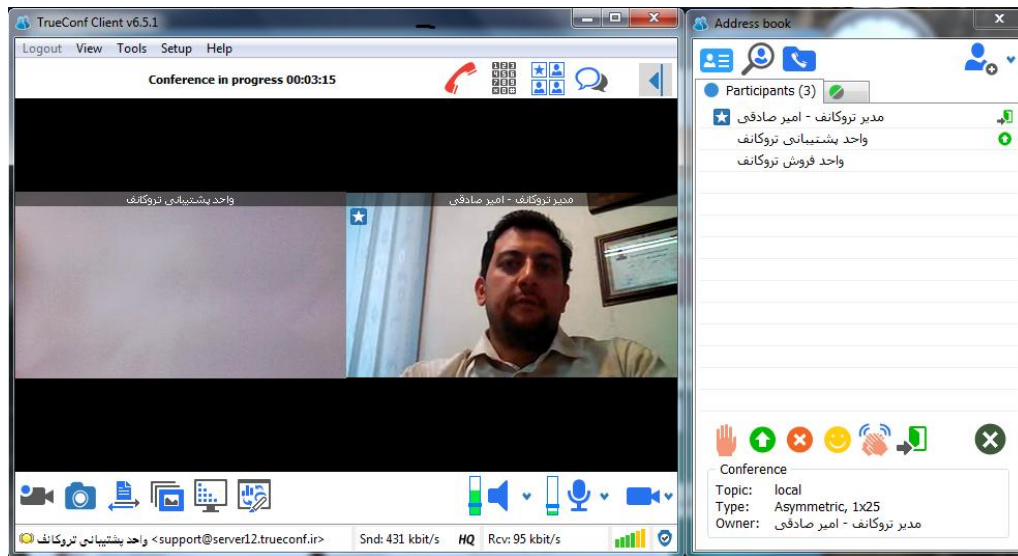 TrueConf Client v6.5.1
Logout View Tools Setup Help
Conference in progress 00:03:15
واحد پشتیبانی تروکانف
مدیر تروکانف - امیر صادقی
واحد پشتیبانی تروکانف <support@server12.trueconf.ir>
Snd: 431 kbit/s HQ Rcv: 95 kbit/s
Address book
Participants (3)
مدیر تروکانف - امیر صادقی
واحد پشتیبانی تروکانف
واحد فروش تروکانف
Conference
Topic: local
Type: Asymmetric, 1x25
Owner: مدیر تروکانف - امیر صادقی